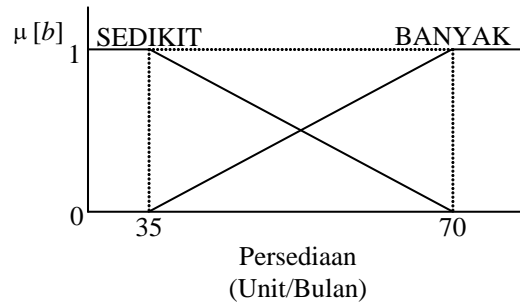 μ [b]
SEDIKIT BANYAK
1
0
35 70
Persediaan
(Unit/Bulan)